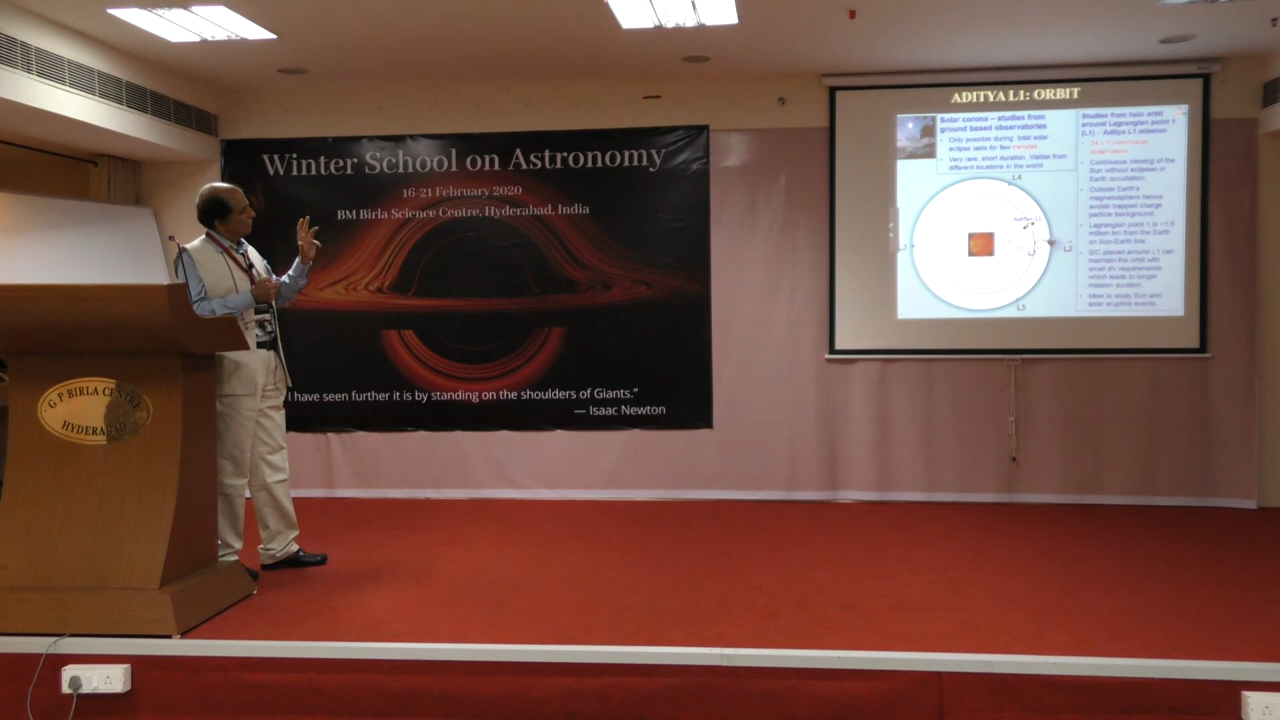 Winter School on Astronomy
16-21 February 2020
BM Birla Science Centre, Hyderabad, India
I have seen further it is by standing on the shoulders of Giants.”
— Isaac Newton
G P BIRLA CENTRE
HYDERABAD
ADITYA L1: ORBIT
Solar corona – studies from
ground based observatories
• Only possible during total solar
eclipse lasts for few minutes
• Very rare, short duration. Visible from
different locations in the world
L4
Aditya-L1
L1
L2
L3
L5
Studies from halo orbit
around Lagrangian point 1
(L1) - Aditya L1 mission
• 24 x 7 continuous
observation
• Continuous viewing of the
Sun without eclipses or
Earth occultation.
• Outside Earth's
magnetosphere hence
avoids trapped charge
particle background.
• Lagrangian point 1 is ~1.5
million km from the Earth
on Sun-Earth line
• S/C placed around L1 can
maintain the orbit with
small dV requirements
which leads to longer
mission duration.
• Ideal to study Sun and
solar eruptive events